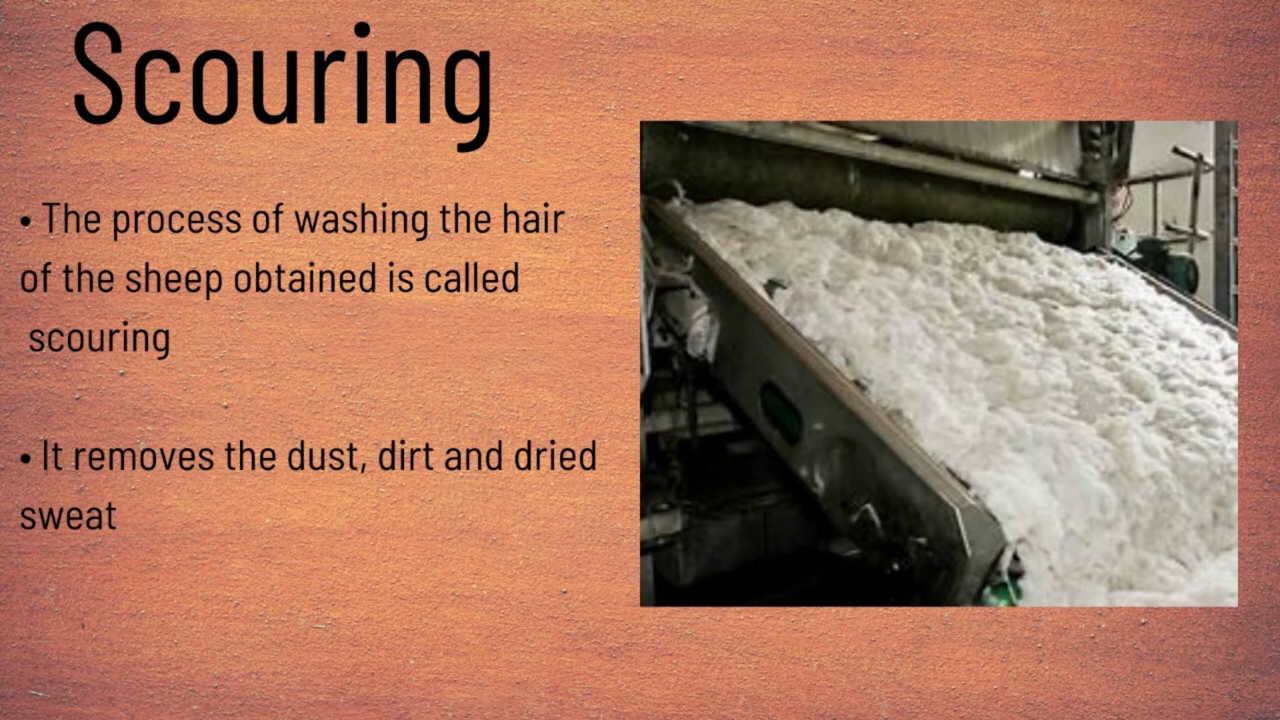 Scouring
• The process of washing the hair
of the sheep obtained is called
scouring
• It removes the dust, dirt and dried
sweat